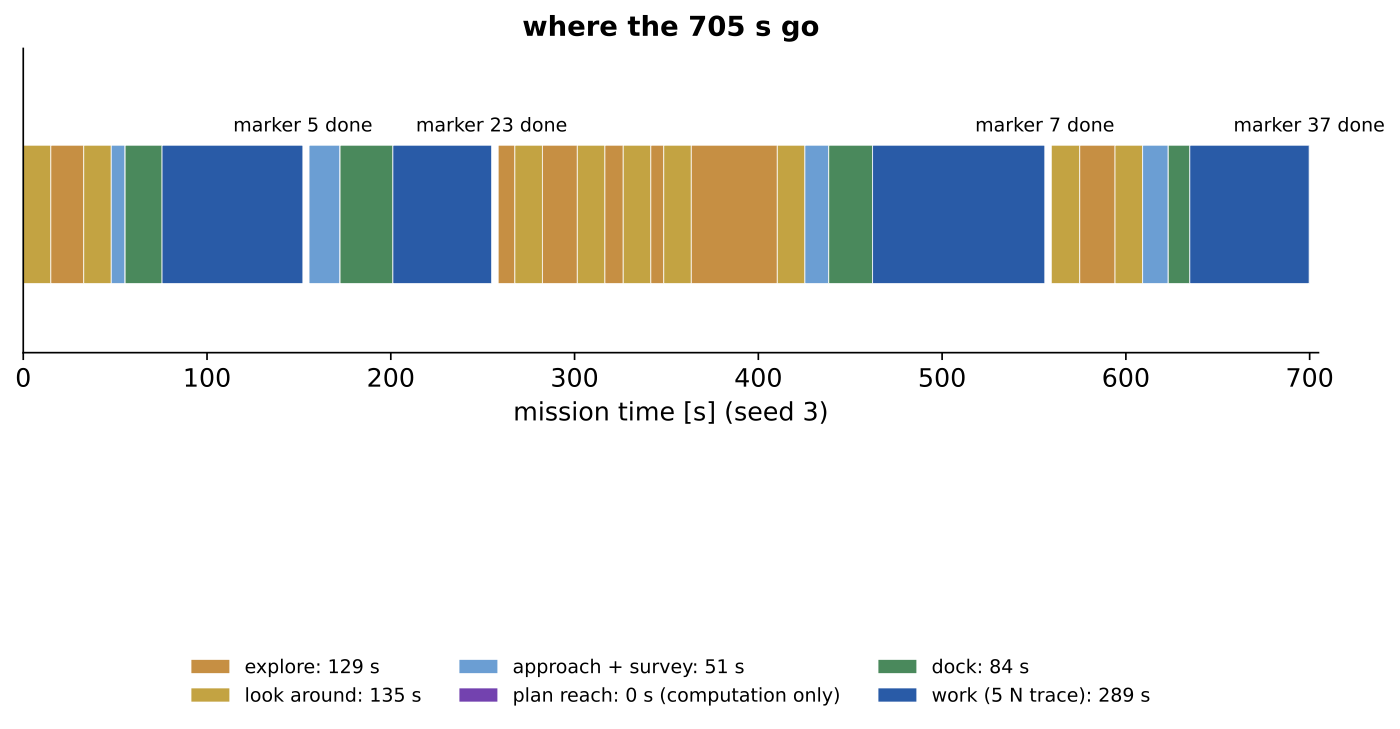 where the 705 s go
marker 5 done
marker 23 done
marker 7 done
marker 37 done
0 100 200 300 400 500 600 700
mission time [s] (seed 3)
explore: 129 s
look around: 135 s
approach + survey: 51 s
plan reach: 0 s (computation only)
dock: 84 s
work (5 N trace): 289 s